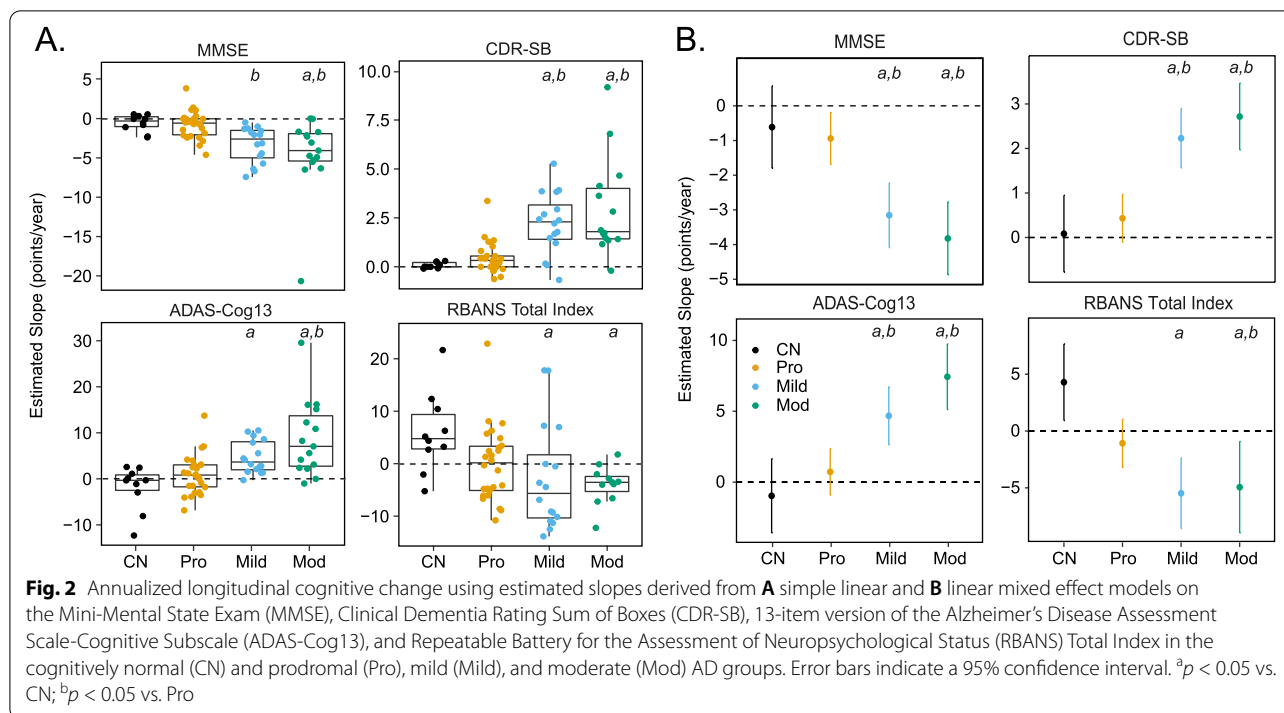 A.
MMSE
CDR-SB
b
a,b
a,b
a,b
5
0
−5
−10
−15
−20
10.0
7.5
5.0
2.5
0.0
Estimated Slope (points/year)
ADAS-Cog13
RBANS Total Index
a
a,b
a
a
30
20
10
0
−10
20
10
0
−10
CN Pro Mild Mod
CN Pro Mild Mod
B.
MMSE
CDR-SB
a,b
a,b
a,b
a,b
0
−1
−2
−3
−4
−5
3
2
1
0
Estimated Slope (points/year)
ADAS-Cog13
RBANS Total Index
a,b
a,b
a
a,b
CN
Pro
Mild
Mod
10
5
0
5
0
−5
CN Pro Mild Mod
CN Pro Mild Mod
Fig. 2 Annualized longitudinal cognitive change using estimated slopes derived from A simple linear and B linear mixed effect models on
the Mini-Mental State Exam (MMSE), Clinical Dementia Rating Sum of Boxes (CDR-SB), 13-item version of the Alzheimer's Disease Assessment
Scale-Cognitive Subscale (ADAS-Cog13), and Repeatable Battery for the Assessment of Neuropsychological Status (RBANS) Total Index in the
cognitively normal (CN) and prodromal (Pro), mild (Mild), and moderate (Mod) AD groups. Error bars indicate a 95% confidence interval. ap < 0.05 vs.
CN; bp < 0.05 vs. Pro